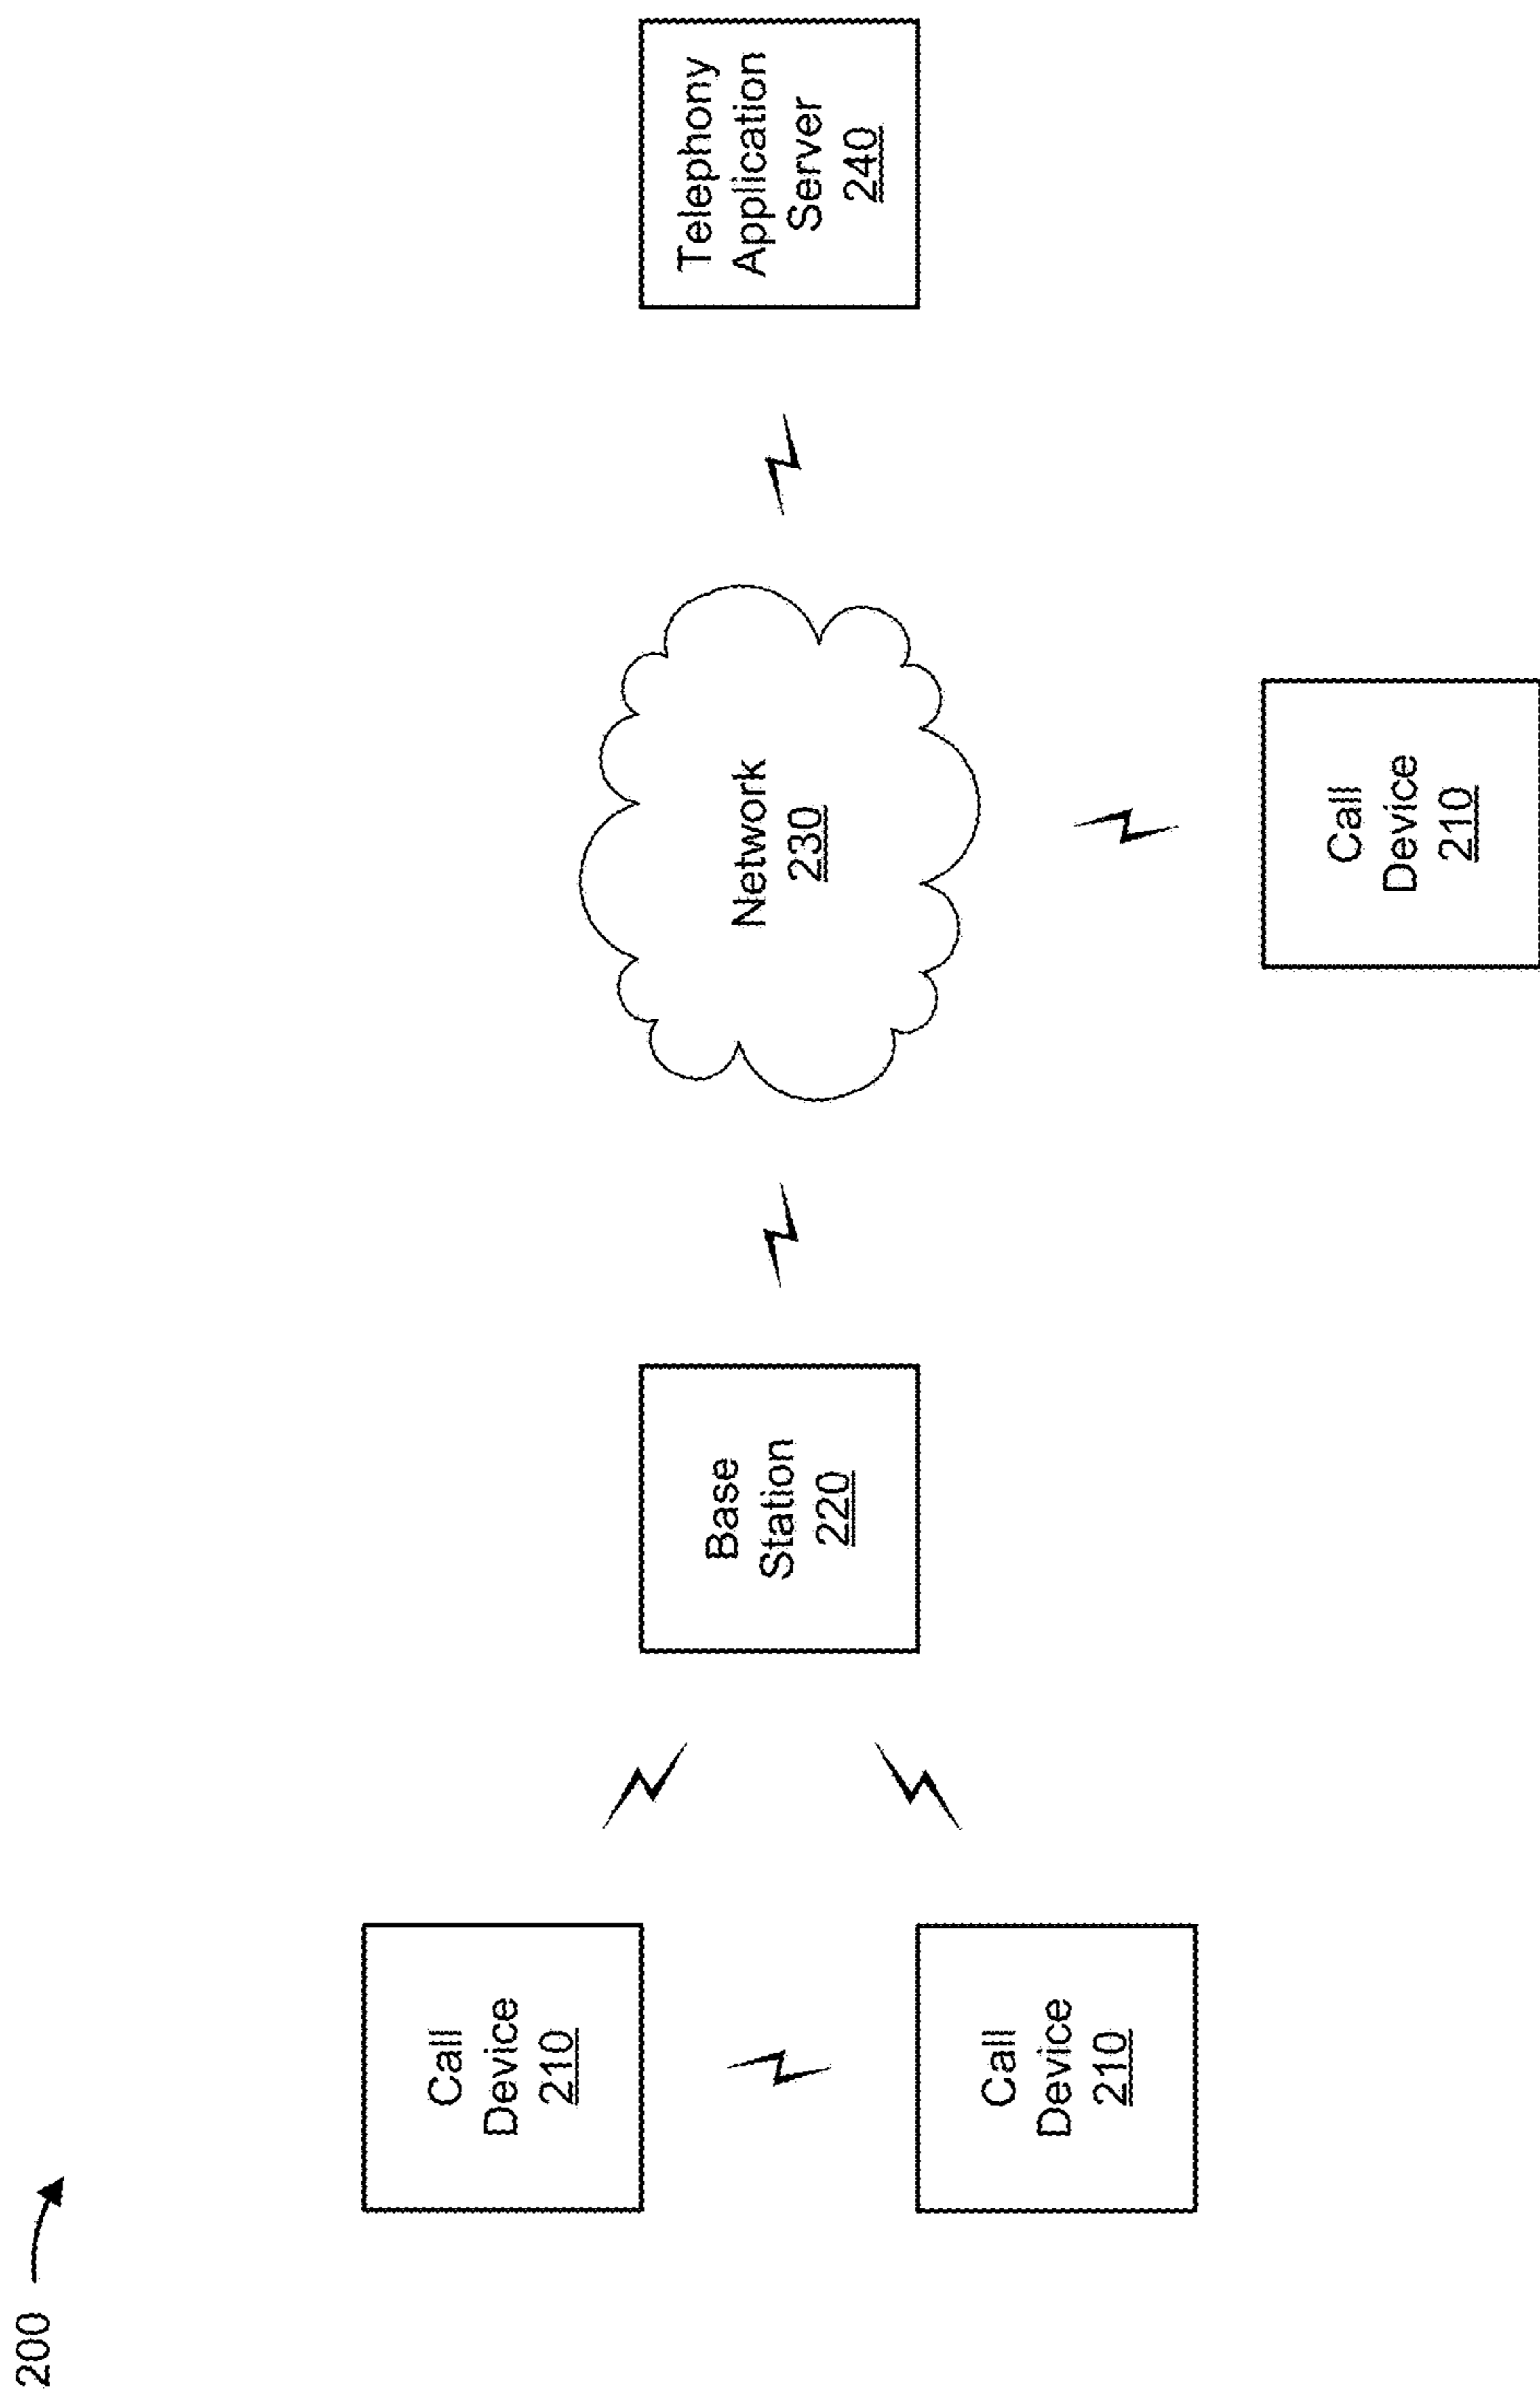 200
Call
Device
210
Call
Device
210
Base
Station
220
Network
230
Call
Device
210
Telephony
Application
Server
240